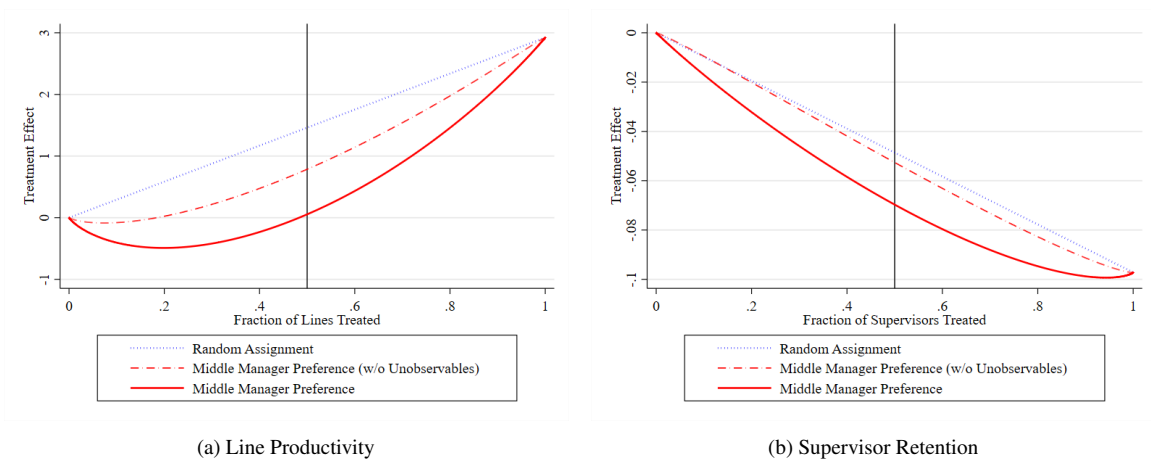 Treatment Effect
3
2
1
0
-1
0
.2
.4
.6
.8
1
Fraction of Lines Treated
Random Assignment
Middle Manager Preference (w/o Unobservables)
Middle Manager Preference
(a) Line Productivity
Treatment Effect
0
-.02
-.04
-.06
-.08
-.1
0
.2
.4
.6
.8
1
Fraction of Supervisors Treated
Random Assignment
Middle Manager Preference (w/o Unobservables)
Middle Manager Preference
(b) Supervisor Retention